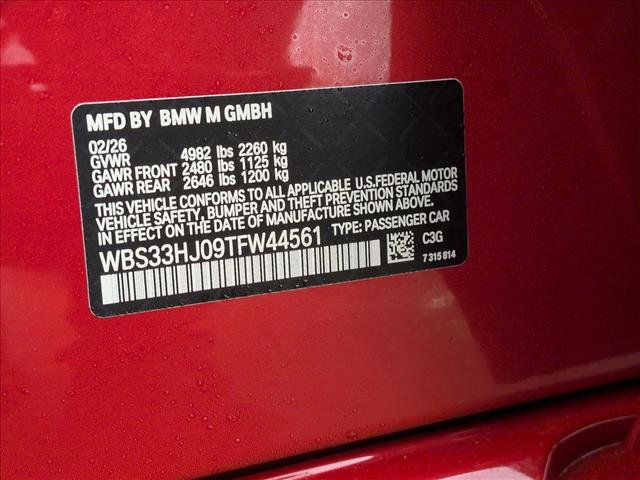 MFD BY BMW M GMBH
02/26
GVWR 4982 lbs 2260 kg
GAWR FRONT 2480 lbs 1125 kg
GAWR REAR 2646 lbs 1200 kg
THIS VEHICLE CONFORMS TO ALL APPLICABLE U.S.FEDERAL MOTOR
VEHICLE SAFETY, BUMPER AND THEFT PREVENTION STANDARDS
IN EFFECT ON THE DATE OF MANUFACTURE SHOWN ABOVE.
WBS33HJ09TFW44561 TYPE: PASSENGER CAR
C3G
7 315 814